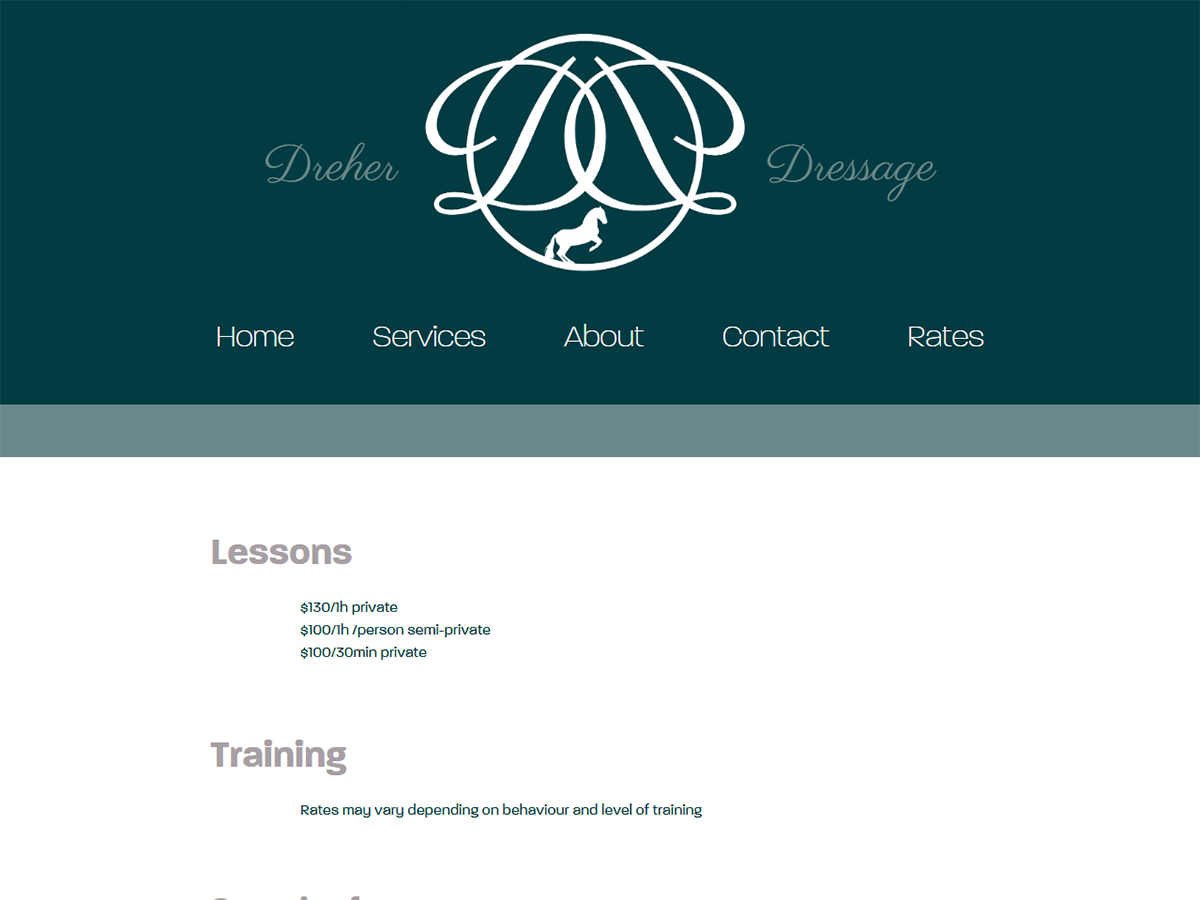 Dreher
Dressage
Home Services About Contact Rates
Lessons
$130/1h private
$100/1h /person semi-private
$100/30min private
Training
Rates may vary depending on behaviour and level of training